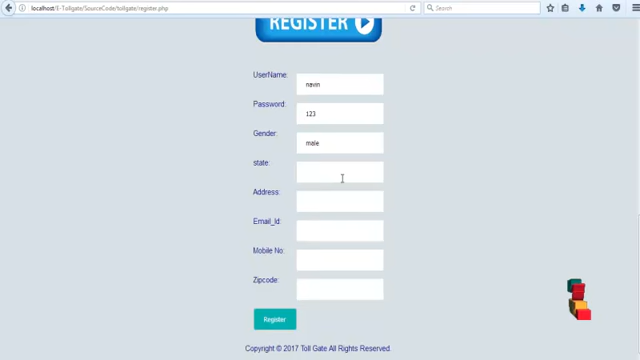 localhost/E-Tollgate/SourceCode/tollgate/register.php
Search
REGISTER
UserName: navin
Password: 123
Gender: male
state:
Address:
Email_Id:
Mobile No:
Zipcode:
Register
Copyright © 2017 Toll Gate All Rights Reserved